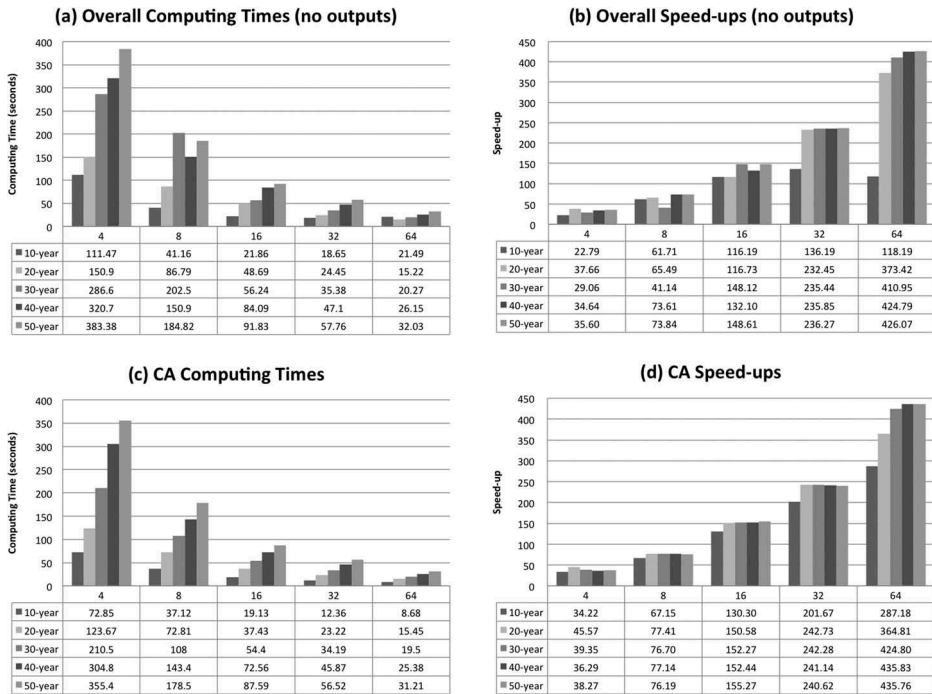 (a) Overall Computing Times (no outputs)
Computing Time (seconds)
400
350
300
250
200
150
100
50
0
4 8 16 32 64
10-year 111.47 41.16 21.86 18.65 21.49
20-year 150.9 86.79 48.69 24.45 15.22
30-year 286.6 202.5 56.24 35.38 20.27
40-year 320.7 150.9 84.09 47.1 26.15
50-year 383.38 184.82 91.83 57.76 32.03
(b) Overall Speed-ups (no outputs)
Speed-up
450
400
350
300
250
200
150
100
50
0
4 8 16 32 64
10-year 22.79 61.71 116.19 136.19 118.19
20-year 37.66 65.49 116.73 232.45 373.42
30-year 29.06 41.14 148.12 235.44 410.95
40-year 34.64 73.61 132.10 235.85 424.79
50-year 35.60 73.84 148.61 236.27 426.07
(c) CA Computing Times
Computing Time (seconds)
400
350
300
250
200
150
100
50
0
4 8 16 32 64
10-year 72.85 37.12 19.13 12.36 8.68
20-year 123.67 72.81 37.43 23.22 15.45
30-year 210.5 108 54.4 34.19 19.5
40-year 304.8 143.4 72.56 45.87 25.38
50-year 355.4 178.5 87.59 56.52 31.21
(d) CA Speed-ups
Speed-up
450
400
350
300
250
200
150
100
50
0
4 8 16 32 64
10-year 34.22 67.15 130.30 201.67 287.18
20-year 45.57 77.41 150.58 242.73 364.81
30-year 39.35 76.70 152.27 242.28 424.80
40-year 36.29 77.14 152.44 241.14 435.83
50-year 38.27 76.19 155.27 240.62 435.76